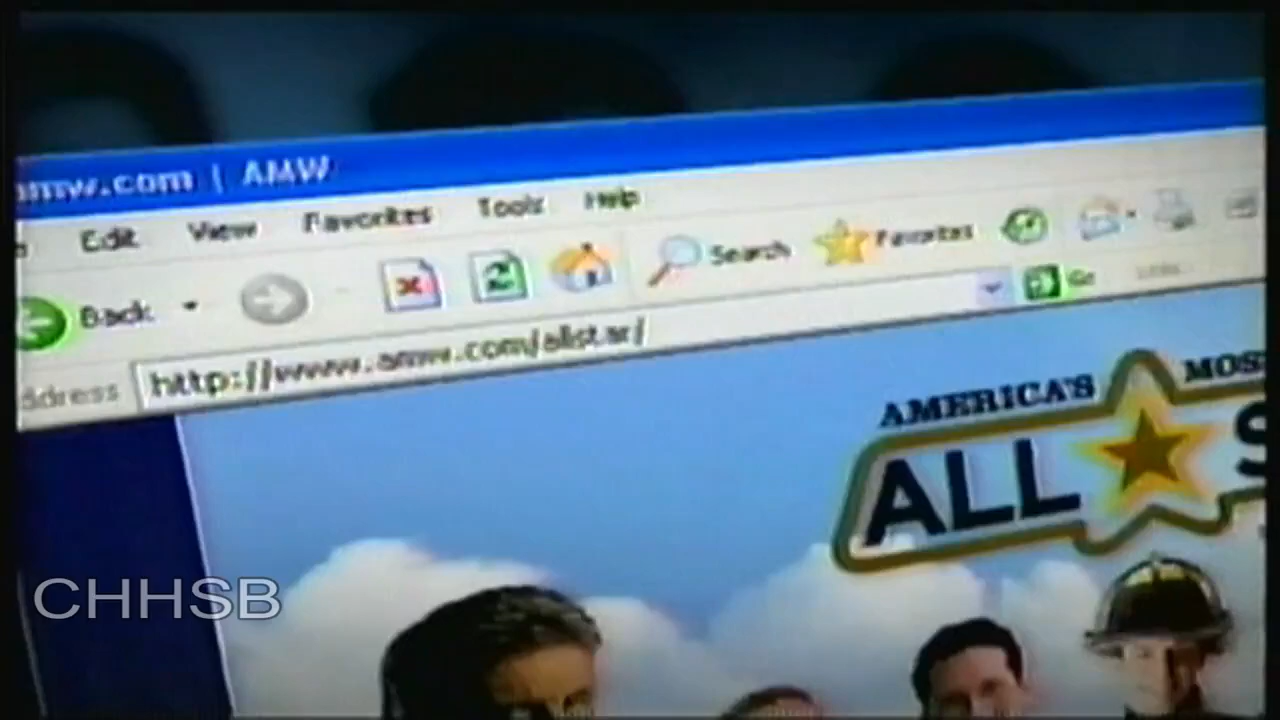 amw.com | AMW
Edit View Favorites Tools Help
Back Search Favorites
Address http://www.amw.com/allstar/ Go
AMERICA'S MOS
ALL S
CHHSB